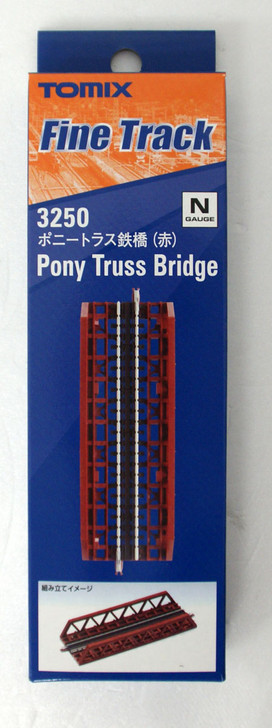 TOMIX
Fine Track
3250
N
GAUGE
ポニートラス鉄橋 (赤)
Pony Truss Bridge
組み立てイメージ